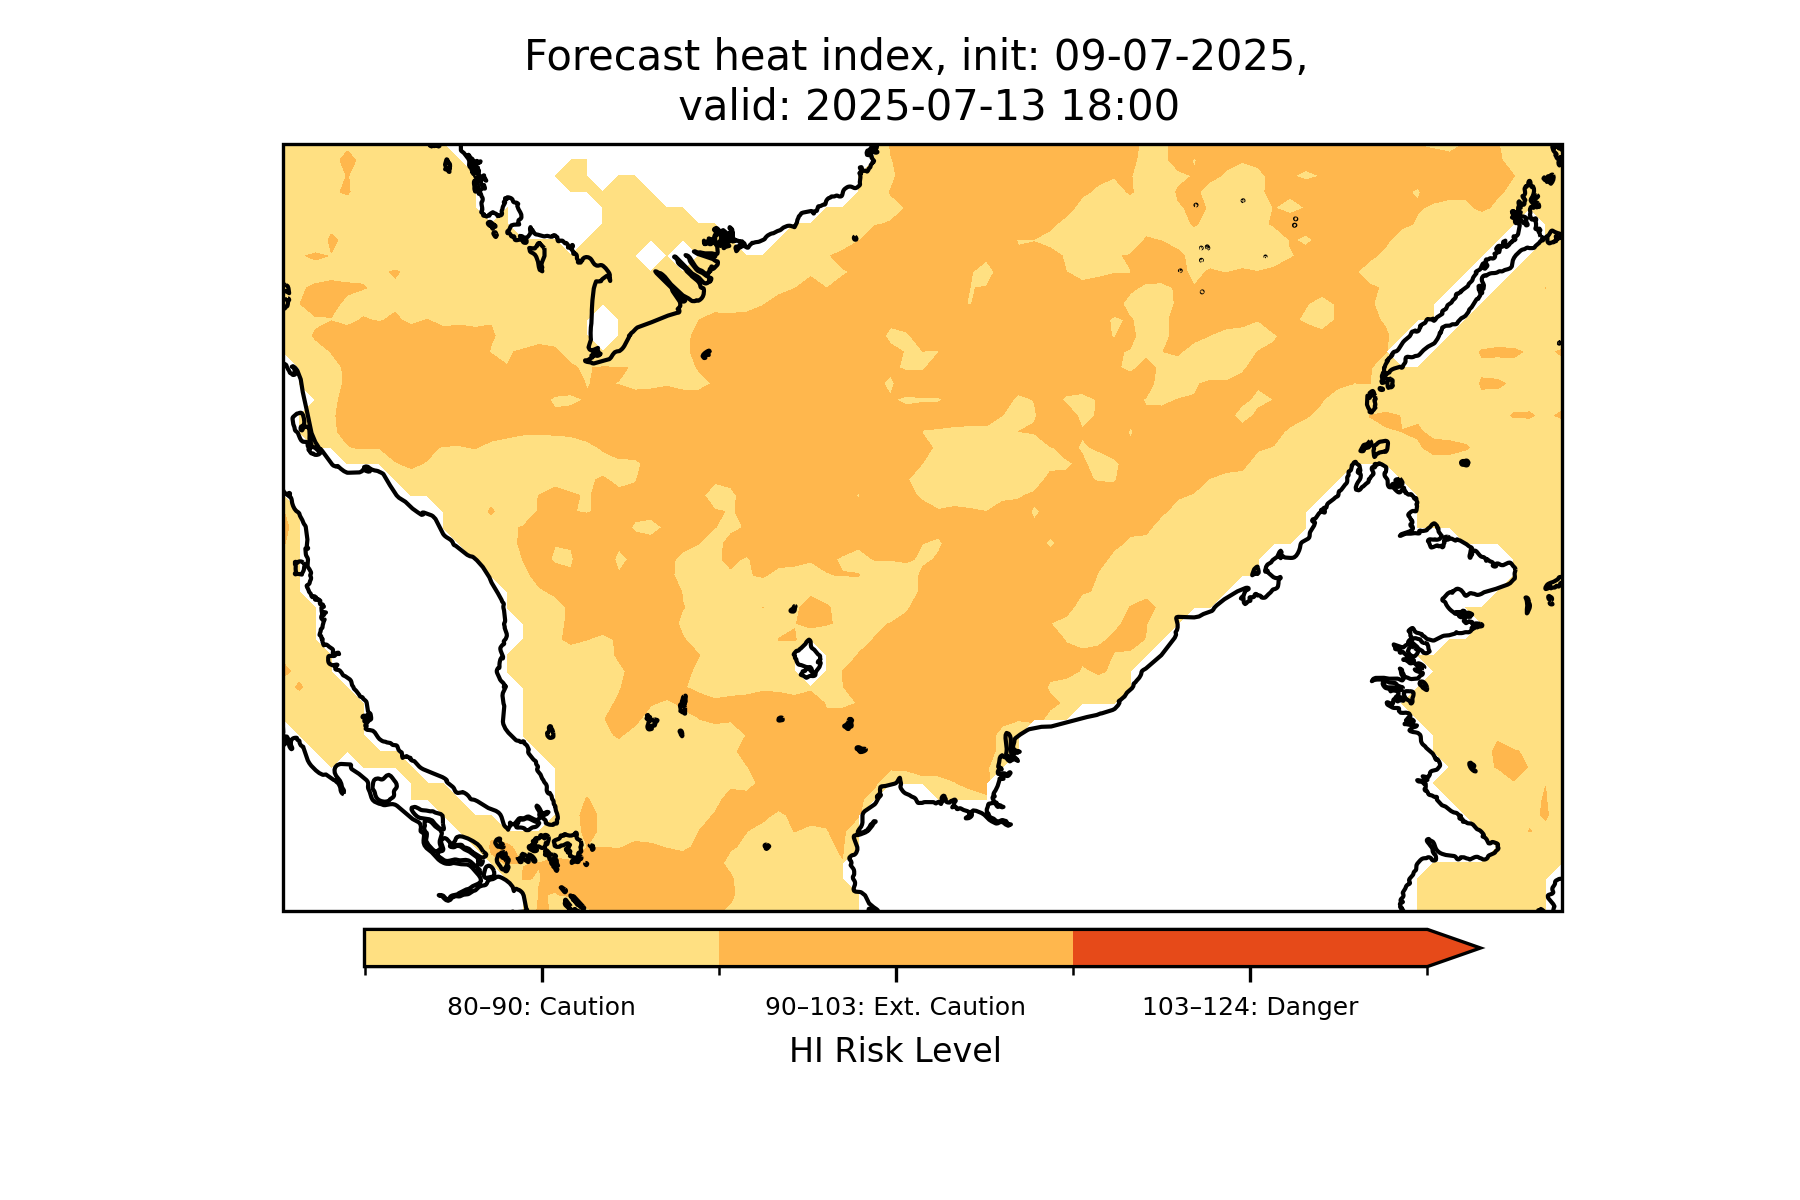 Forecast heat index, init: 09-07-2025,
valid: 2025-07-13 18:00
80–90: Caution
90–103: Ext. Caution
103–124: Danger
HI Risk Level